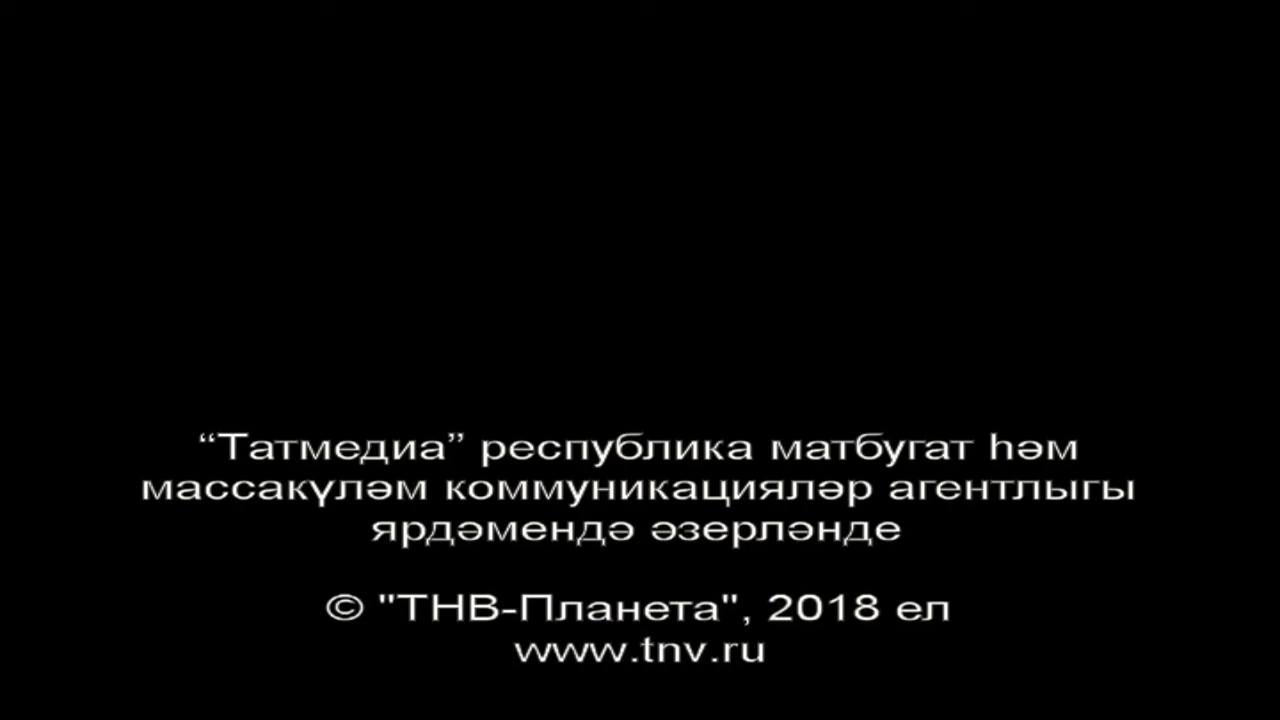 “Татмедиа” республика матбугат һәм
массакүләм коммуникацияләр агентлыгы
ярдәмендә әзерләнде
© "ТНВ-Планета", 2018 ел
www.tnv.ru